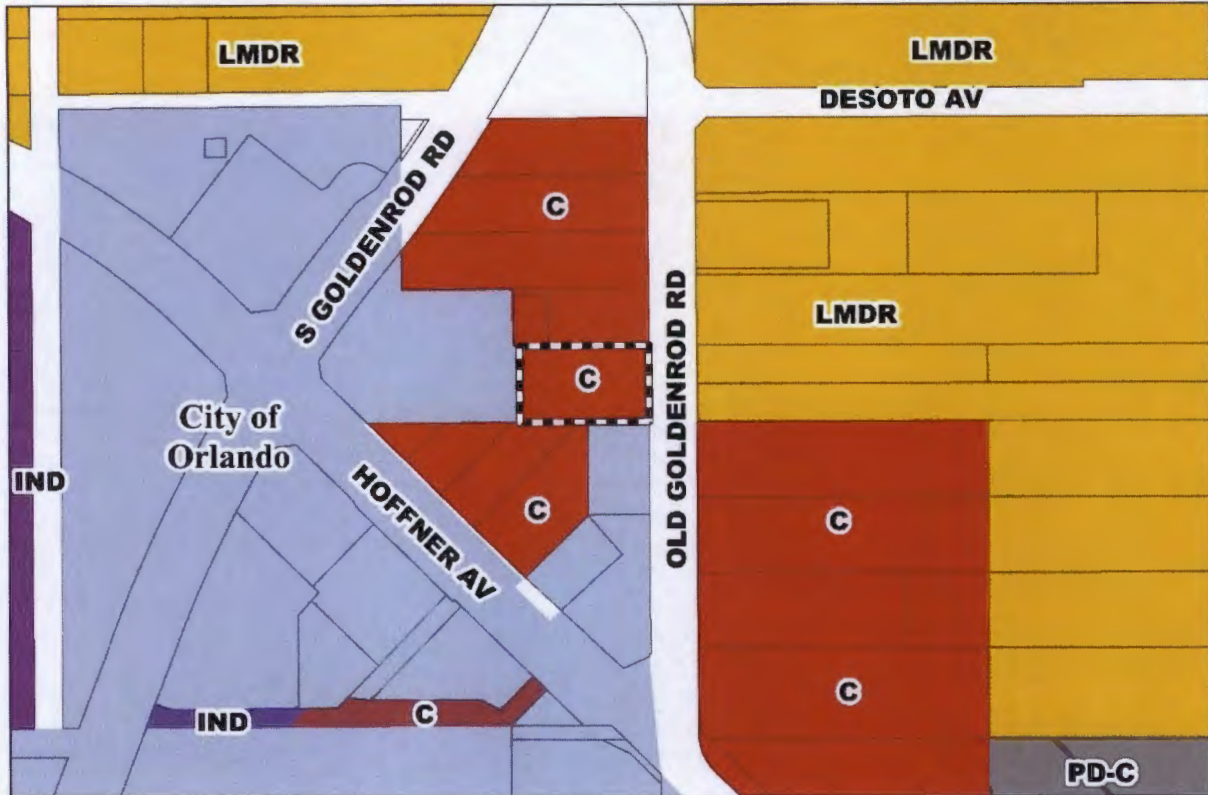 LMDR
LMDR
DESOTO AV
S GOLDENROD RD
C
OLD GOLDENROD RD
LMDR
C
City of
Orlando
IND
HOFFNER AV
C
C
C
IND
C
PD-C